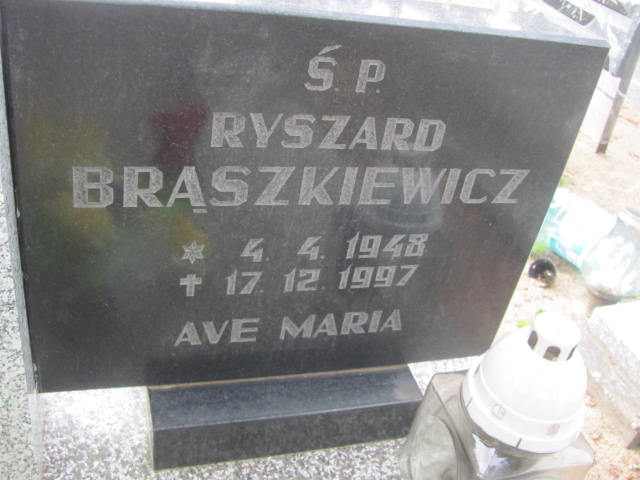 Ś. P.
RYSZARD
BRĄSZKIEWICZ
* 4. 4. 1948
✝ 17. 12. 1997
AVE MARIA